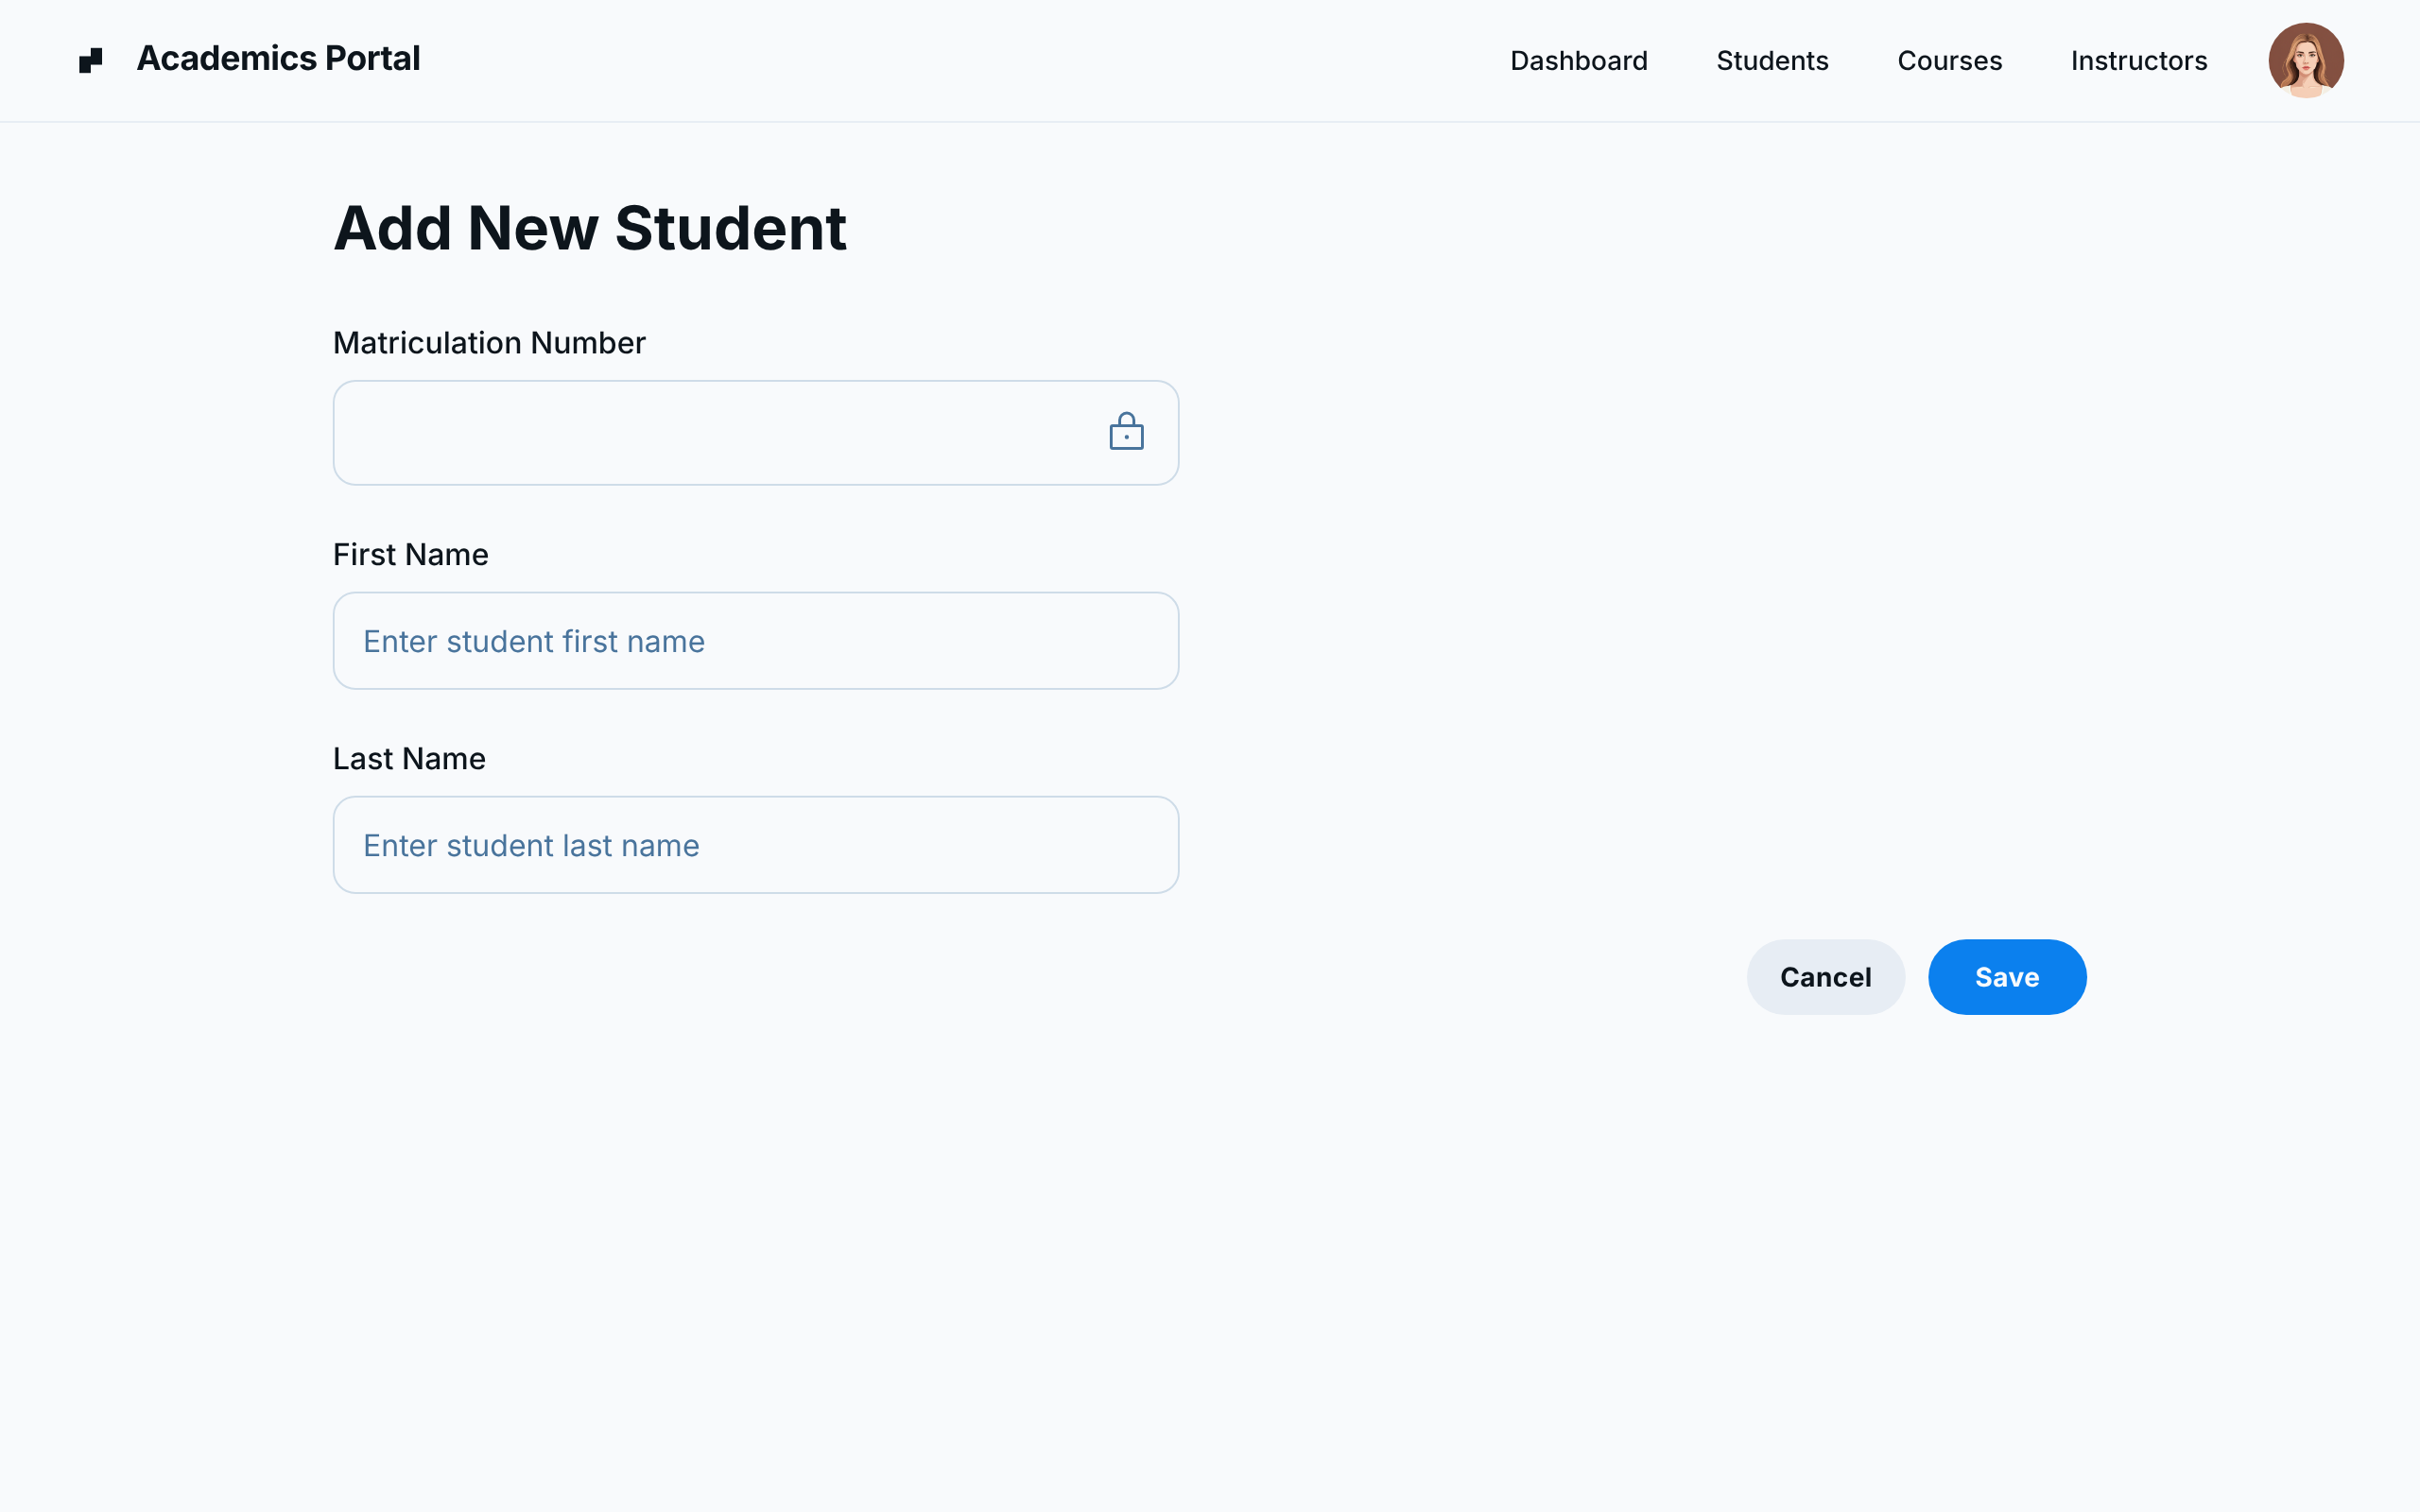 Academics Portal
Dashboard
Students
Courses
Instructors
Add New Student
Matriculation Number
First Name
Enter student first name
Last Name
Enter student last name
Cancel
Save